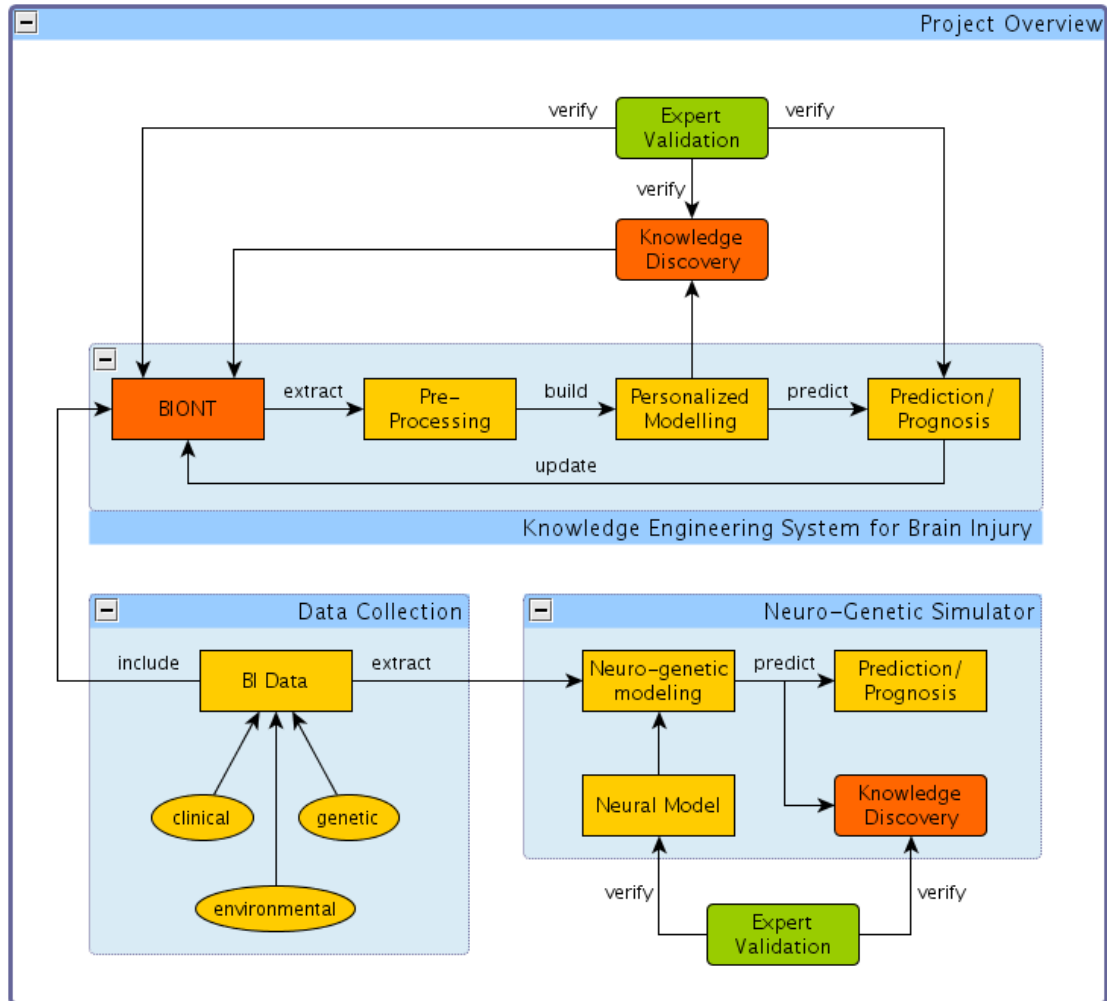 Project Overview
verify
Expert
Validation
verify
verify
Knowledge
Discovery
BIONT
extract
Pre-
Processing
build
Personalized
Modelling
predict
Prediction/
Prognosis
update
Knowledge Engineering System for Brain Injury
Data Collection
include
BI Data
extract
clinical
genetic
environmental
Neuro-Genetic Simulator
Neuro-genetic
modeling
predict
Prediction/
Prognosis
Neural Model
Knowledge
Discovery
verify
Expert
Validation
verify